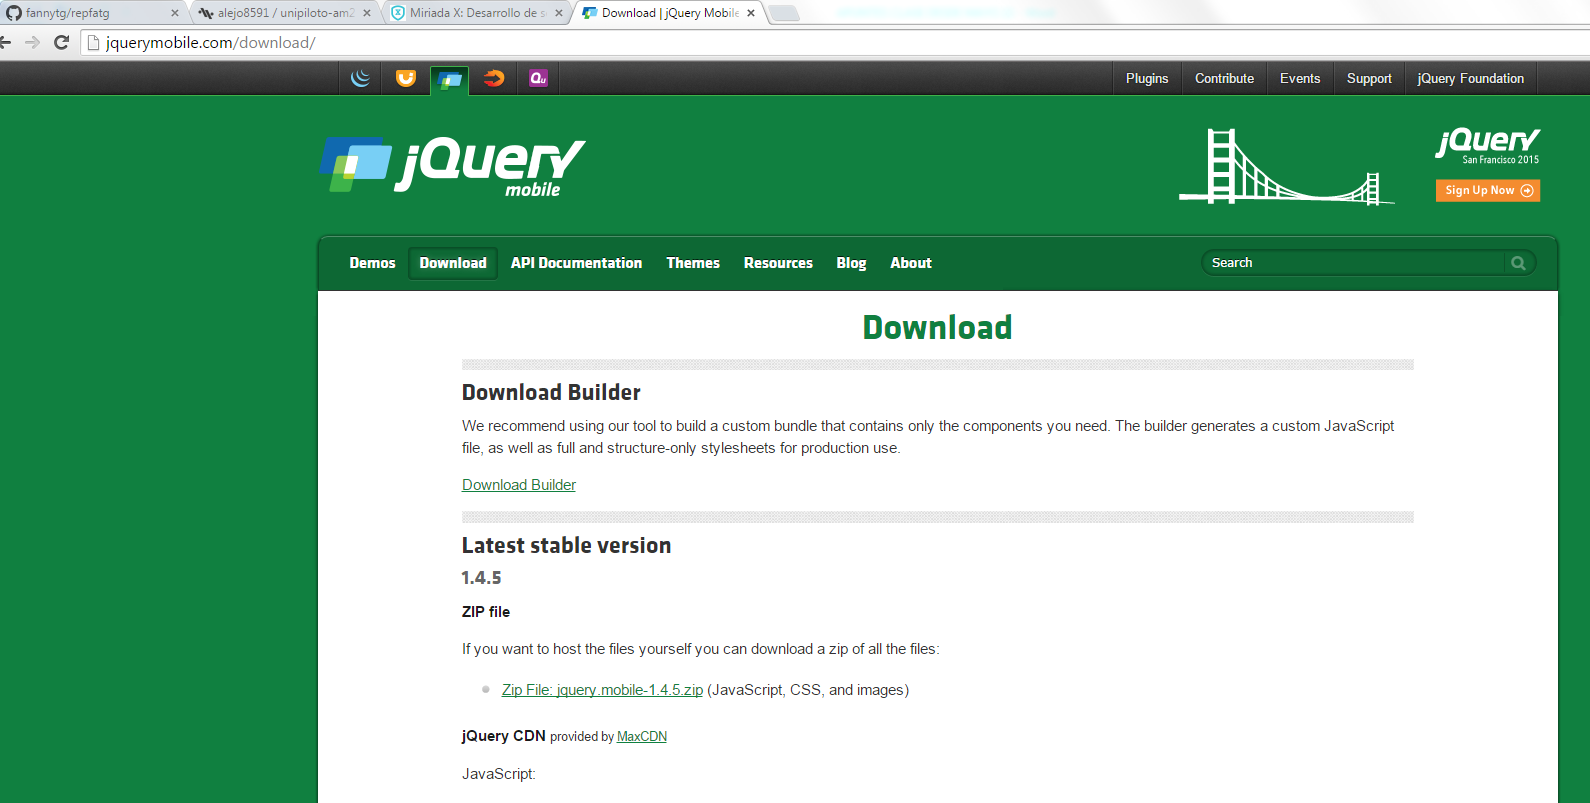 fannytg/repfatg
alejo8591 / unipiloto-am2
Miriada X: Desarrollo de s
Download | jQuery Mobile
jquerymobile.com/download/
Qu
Plugins
Contribute
Events
Support
jQuery Foundation
jQuery
mobile
jQuery
San Francisco 2015
Sign Up Now
Demos
Download
API Documentation
Themes
Resources
Blog
About
Search
Download
Download Builder
We recommend using our tool to build a custom bundle that contains only the components you need. The builder generates a custom JavaScript
file, as well as full and structure-only stylesheets for production use.
Download Builder
Latest stable version
1.4.5
ZIP file
If you want to host the files yourself you can download a zip of all the files:
Zip File: jquery.mobile-1.4.5.zip (JavaScript, CSS, and images)
jQuery CDN provided by MaxCDN
JavaScript: